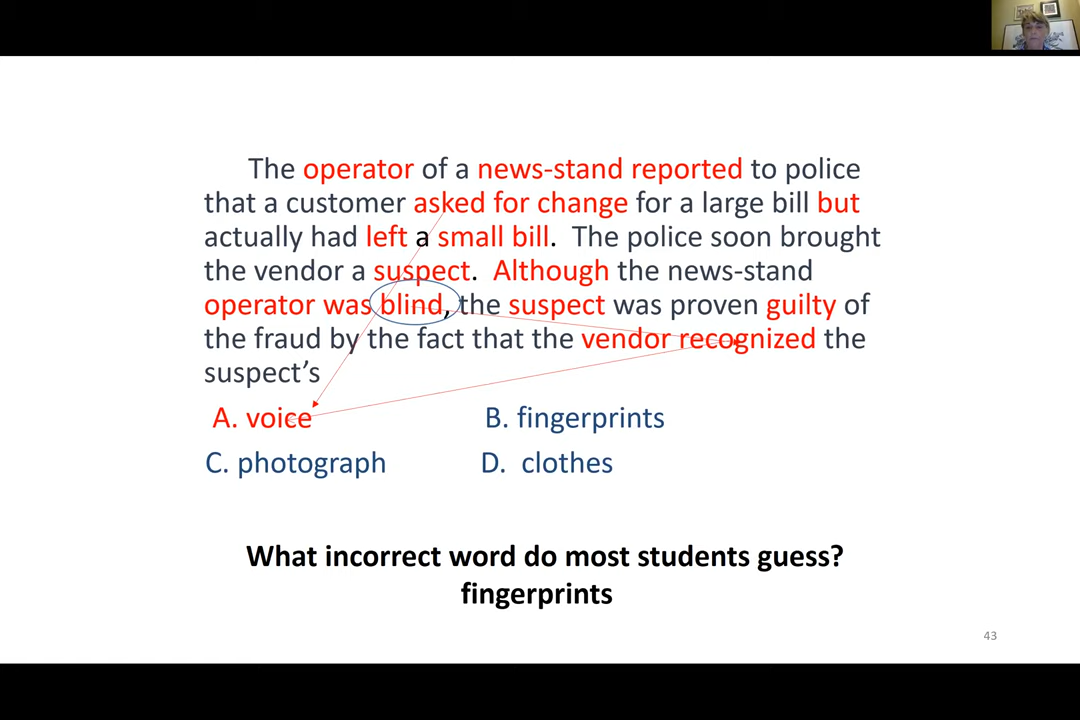 The operator of a news-stand reported to police
that a customer asked for change for a large bill but
actually had left a small bill. The police soon brought
the vendor a suspect. Although the news-stand
operator was blind, the suspect was proven guilty of
the fraud by the fact that the vendor recognized the
suspect’s
A. voice B. fingerprints
C. photograph D. clothes
What incorrect word do most students guess?
fingerprints
43